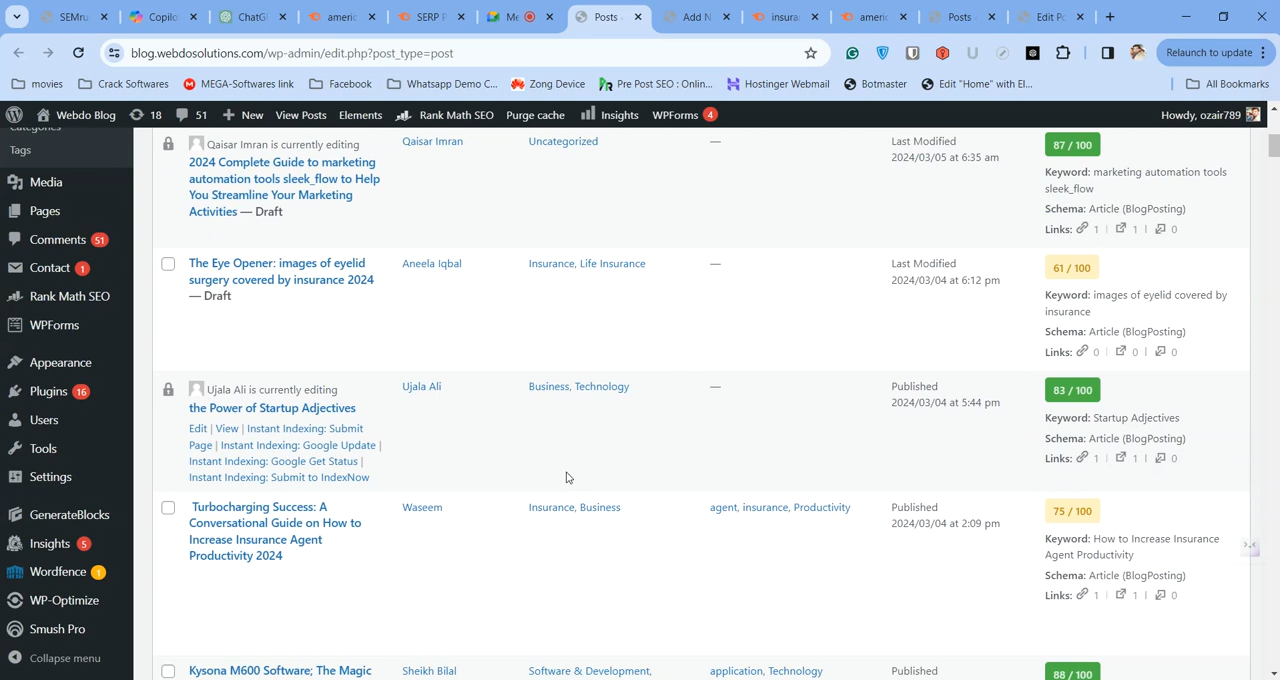 SEMru
Copilo
ChatG
americ
SERP F
Me
Posts
Add N
insura
americ
Posts
Edit Po
blog.webdosolutions.com/wp-admin/edit.php?post_type=post
Relaunch to update
movies
Crack Softwares
MEGA-Softwares link
Facebook
Whatsapp Demo C...
Zong Device
Pre Post SEO : Onlin...
Hostinger Webmail
Botmaster
Edit "Home" with El...
All Bookmarks
Webdo Blog
18
51
New
View Posts
Elements
Rank Math SEO
Purge cache
Insights
WPForms 4
Howdy, ozair789
Categories
Tags
Media
Pages
Comments 51
Contact 1
Rank Math SEO
WPForms
Appearance
Plugins 16
Users
Tools
Settings
GenerateBlocks
Insights 5
Wordfence 1
WP-Optimize
Smush Pro
Collapse menu
Qaisar Imran is currently editing
2024 Complete Guide to marketing
automation tools sleek_flow to Help
You Streamline Your Marketing
Activities — Draft
Qaisar Imran
Uncategorized
—
Last Modified
2024/03/05 at 6:35 am
87 / 100
Keyword: marketing automation tools
sleek_flow
Schema: Article (BlogPosting)
Links: 1 | 1 | 0
The Eye Opener: images of eyelid
surgery covered by insurance 2024
— Draft
Aneela Iqbal
Insurance, Life Insurance
—
Last Modified
2024/03/04 at 6:12 pm
61 / 100
Keyword: images of eyelid covered by
insurance
Schema: Article (BlogPosting)
Links: 0 | 0 | 0
Ujala Ali is currently editing
the Power of Startup Adjectives
Edit | View | Instant Indexing: Submit
Page | Instant Indexing: Google Update |
Instant Indexing: Google Get Status |
Instant Indexing: Submit to IndexNow
Ujala Ali
Business, Technology
—
Published
2024/03/04 at 5:44 pm
83 / 100
Keyword: Startup Adjectives
Schema: Article (BlogPosting)
Links: 1 | 1 | 0
Turbocharging Success: A
Conversational Guide on How to
Increase Insurance Agent
Productivity 2024
Waseem
Insurance, Business
agent, insurance, Productivity
Published
2024/03/04 at 2:09 pm
75 / 100
Keyword: How to Increase Insurance
Agent Productivity
Schema: Article (BlogPosting)
Links: 1 | 1 | 0
Kysona M600 Software; The Magic
Sheikh Bilal
Software & Development,
application, Technology
Published
88 / 100